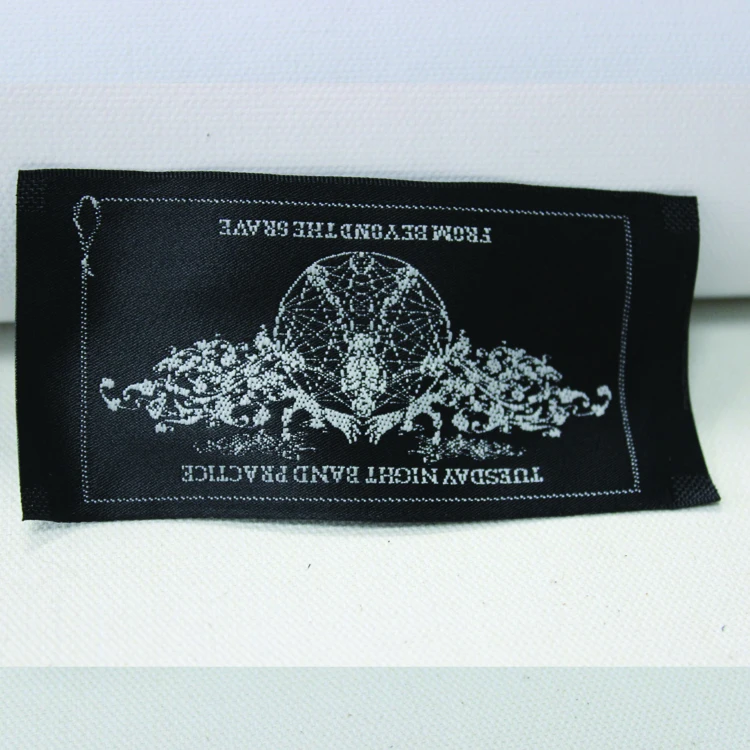 TUESDAY NIGHT BAND PRACTICE
FROM BEYOND THE GRAVE